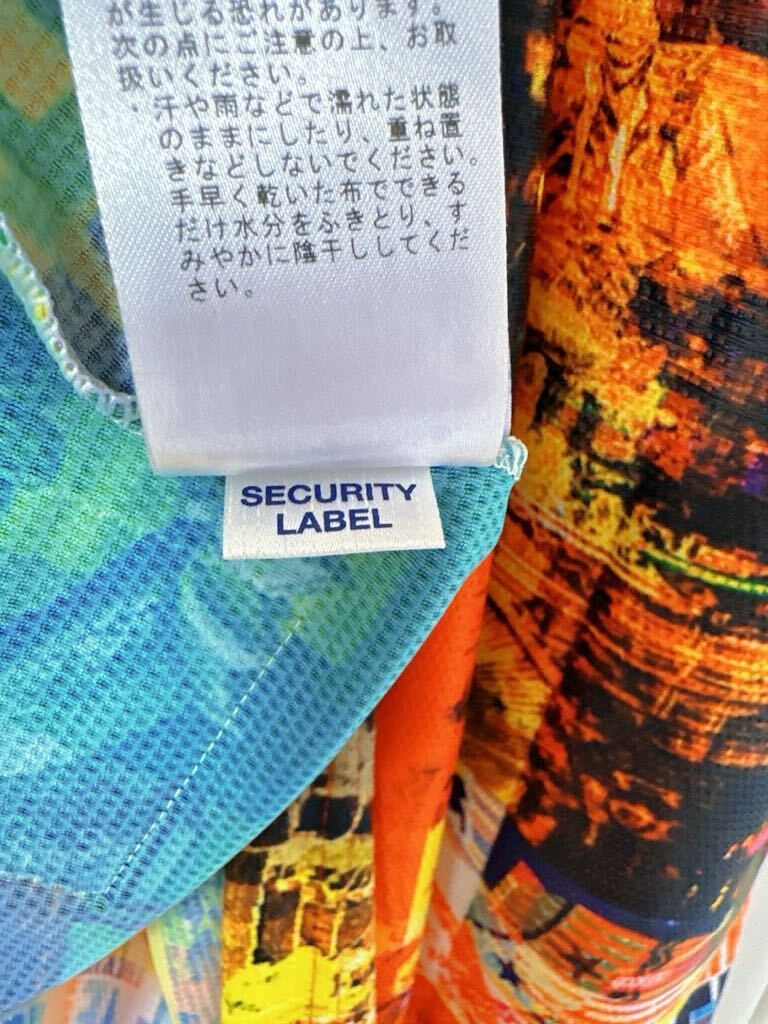 が生じる恐れがあります。
次の点にご注意の上、お取
扱いください。
・汗や雨などで濡れた状態
のままにしたり、重ね置
きなどしないでください。
手早く乾いた布でできる
だけ水分をふきとり、す
みやかに陰干ししてくだ
さい。
SECURITY
LABEL